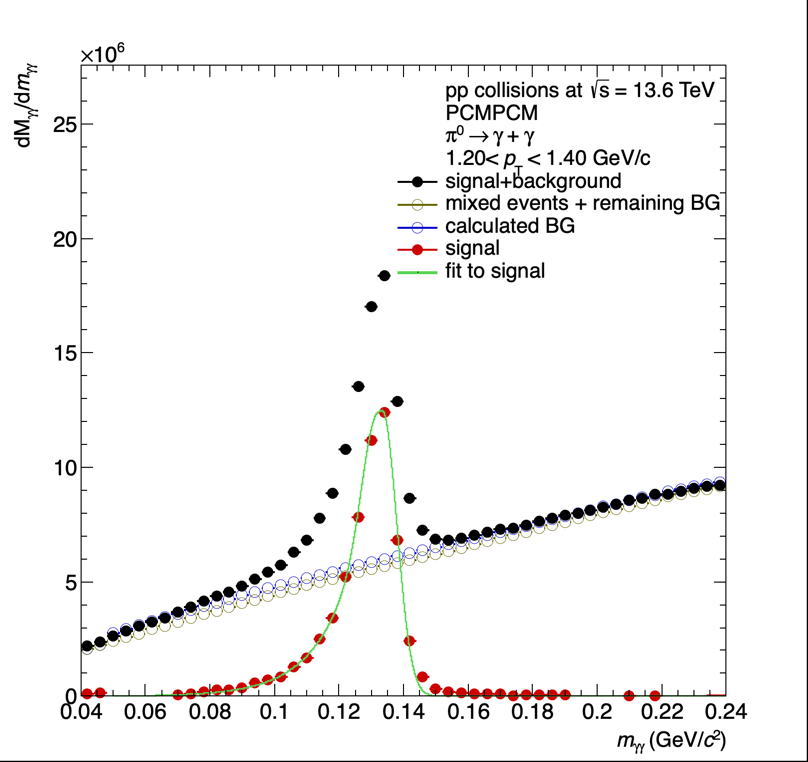 ×10⁶
dM_γγ/dm_γγ
pp collisions at √s = 13.6 TeV
PCMPCM
π⁰ → γ + γ
1.20< p_T < 1.40 GeV/c
signal+background
mixed events + remaining BG
calculated BG
signal
fit to signal
25
20
15
10
5
0
0.04 0.06 0.08 0.1 0.12 0.14 0.16 0.18 0.2 0.22 0.24
m_γγ (GeV/c²)